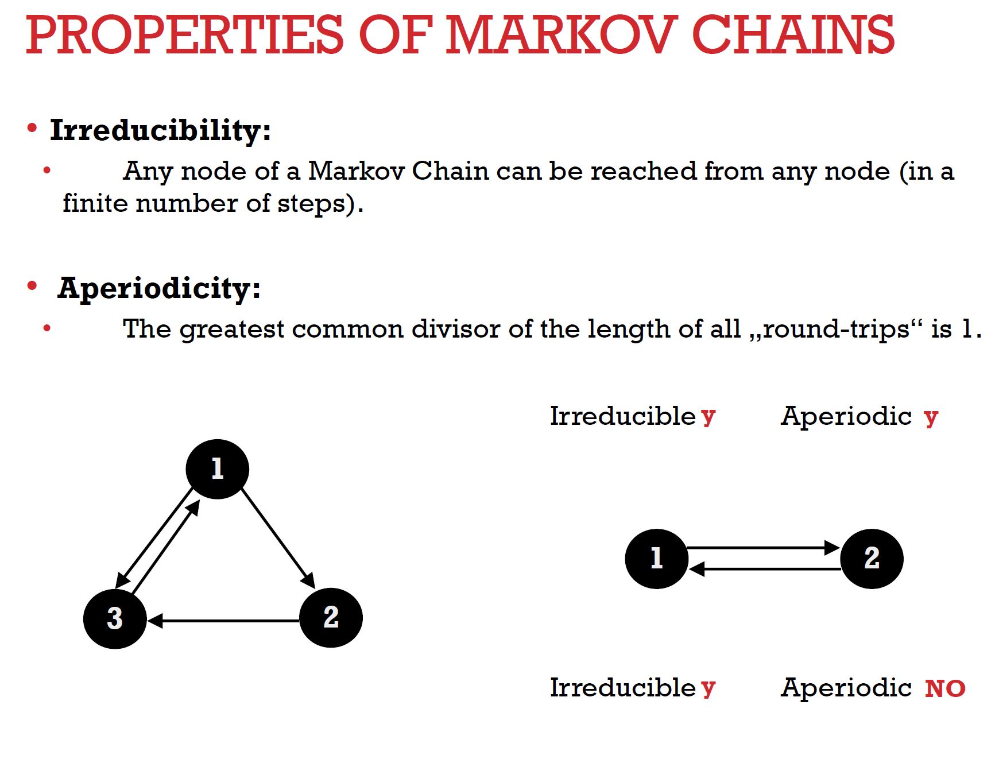 PROPERTIES OF MARKOV CHAINS
• Irreducibility:
• Any node of a Markov Chain can be reached from any node (in a
finite number of steps).
• Aperiodicity:
• The greatest common divisor of the length of all „round-trips“ is 1.
Irreducible y Aperiodic y
1
3
2
1
2
Irreducible y Aperiodic NO